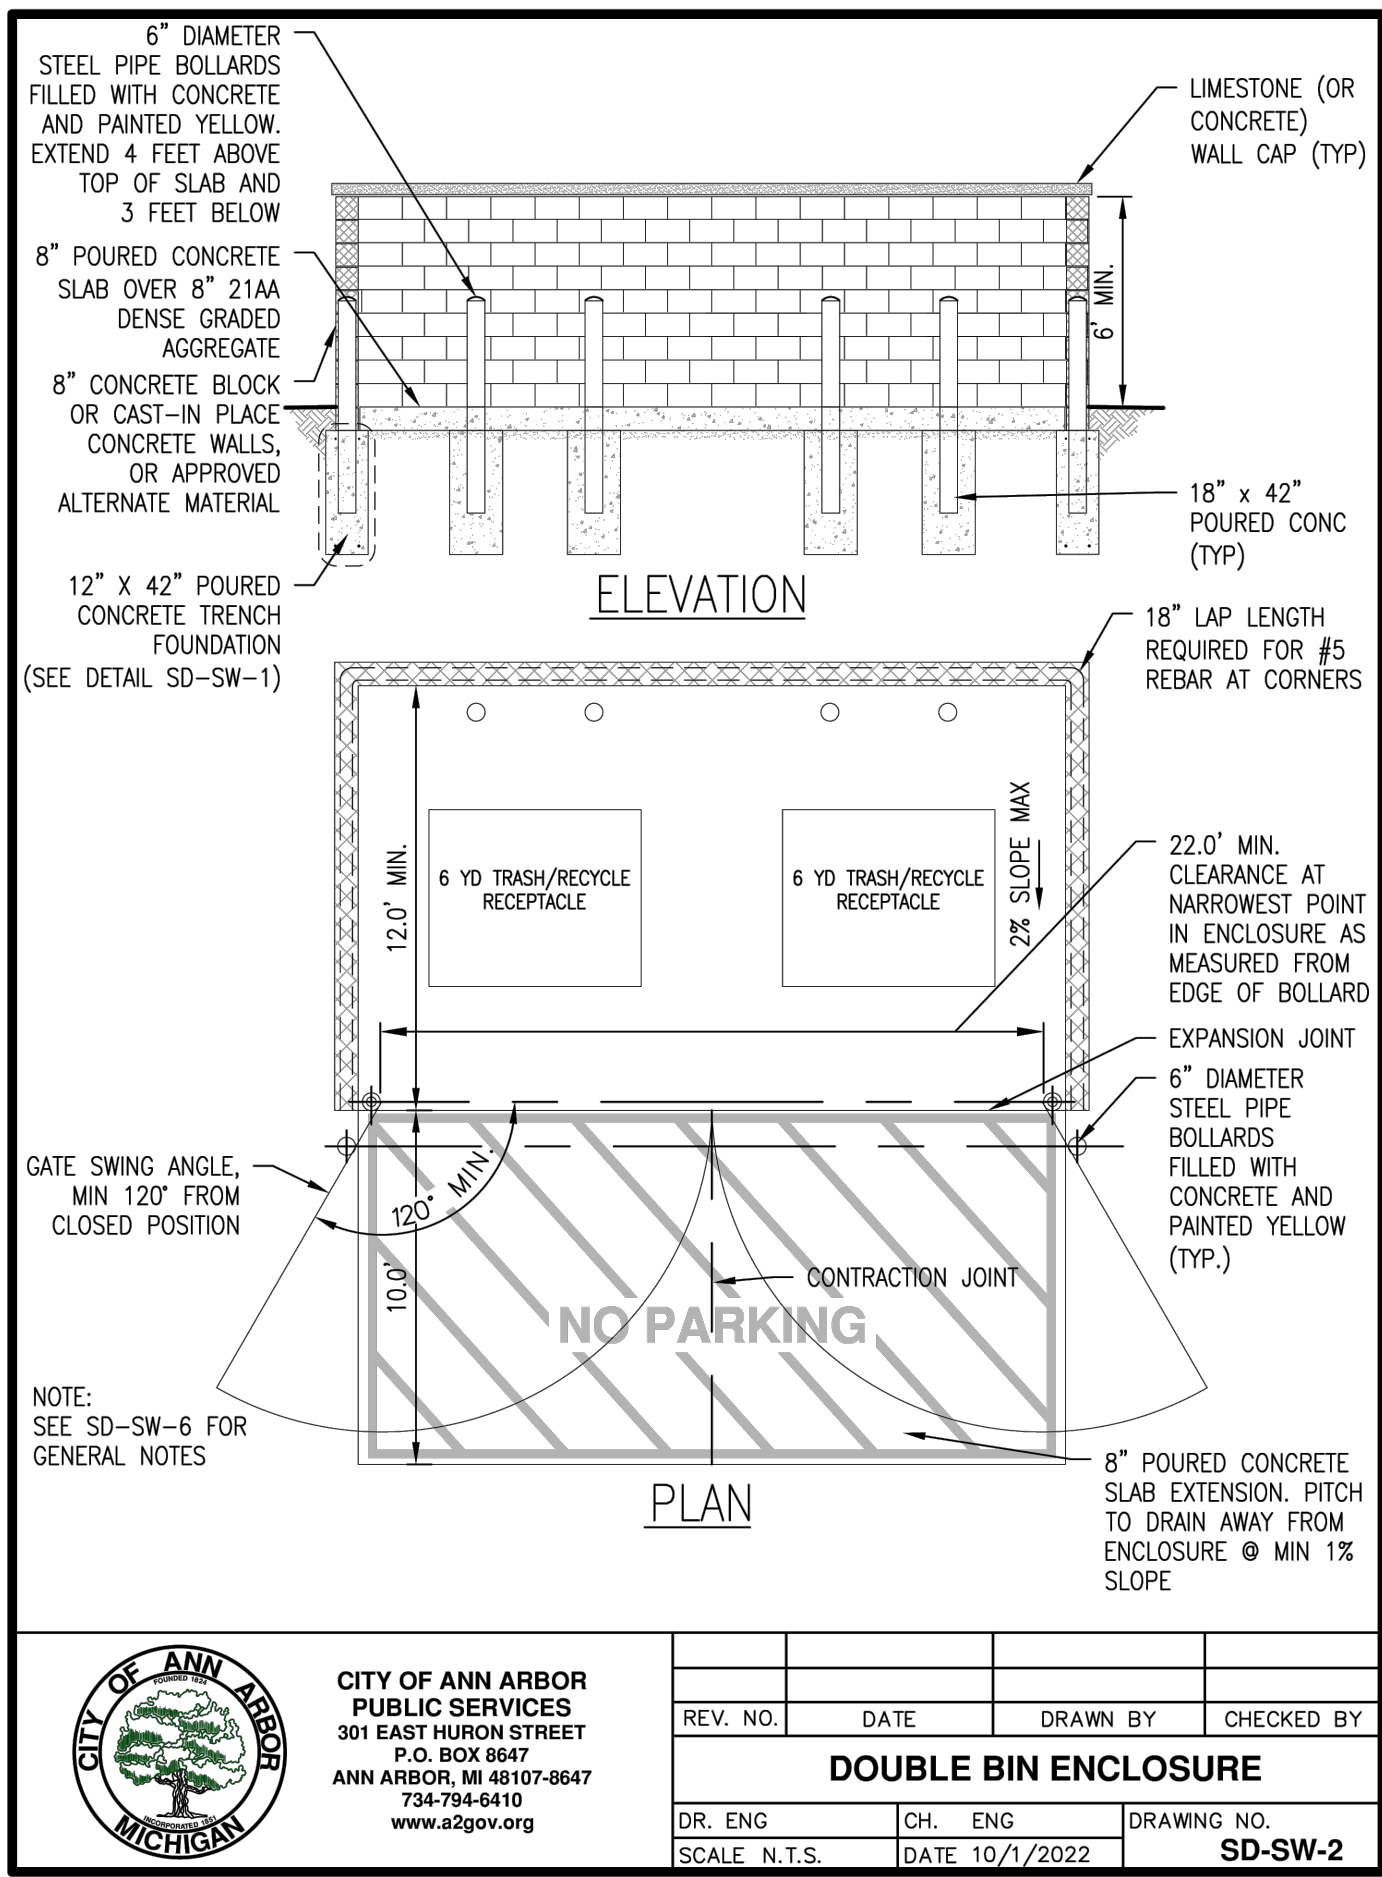 6” DIAMETER
STEEL PIPE BOLLARDS
FILLED WITH CONCRETE
AND PAINTED YELLOW.
EXTEND 4 FEET ABOVE
TOP OF SLAB AND
3 FEET BELOW
8” POURED CONCRETE
SLAB OVER 8” 21AA
DENSE GRADED
AGGREGATE
8” CONCRETE BLOCK
OR CAST-IN PLACE
CONCRETE WALLS,
OR APPROVED
ALTERNATE MATERIAL
12” X 42” POURED
CONCRETE TRENCH
FOUNDATION
(SEE DETAIL SD-SW-1)
LIMESTONE (OR
CONCRETE)
WALL CAP (TYP)
6' MIN.
18” x 42”
POURED CONC
(TYP)
ELEVATION
18” LAP LENGTH
REQUIRED FOR #5
REBAR AT CORNERS
12.0' MIN.
6 YD TRASH/RECYCLE
RECEPTACLE
6 YD TRASH/RECYCLE
RECEPTACLE
2% SLOPE MAX
22.0' MIN.
CLEARANCE AT
NARROWEST POINT
IN ENCLOSURE AS
MEASURED FROM
EDGE OF BOLLARD
EXPANSION JOINT
6” DIAMETER
STEEL PIPE
BOLLARDS
FILLED WITH
CONCRETE AND
PAINTED YELLOW
(TYP.)
GATE SWING ANGLE,
MIN 120° FROM
CLOSED POSITION
120° MIN.
10.0'
CONTRACTION JOINT
NO PARKING
NOTE:
SEE SD-SW-6 FOR
GENERAL NOTES
8” POURED CONCRETE
SLAB EXTENSION. PITCH
TO DRAIN AWAY FROM
ENCLOSURE @ MIN 1%
SLOPE
PLAN
CITY OF ANN ARBOR
FOUNDED 1824
INCORPORATED 1851
MICHIGAN
CITY OF ANN ARBOR
PUBLIC SERVICES
301 EAST HURON STREET
P.O. BOX 8647
ANN ARBOR, MI 48107-8647
734-794-6410
www.a2gov.org
REV. NO. DATE DRAWN BY CHECKED BY
DOUBLE BIN ENCLOSURE
DR. ENG CH. ENG DRAWING NO.
SCALE N.T.S. DATE 10/1/2022 SD-SW-2